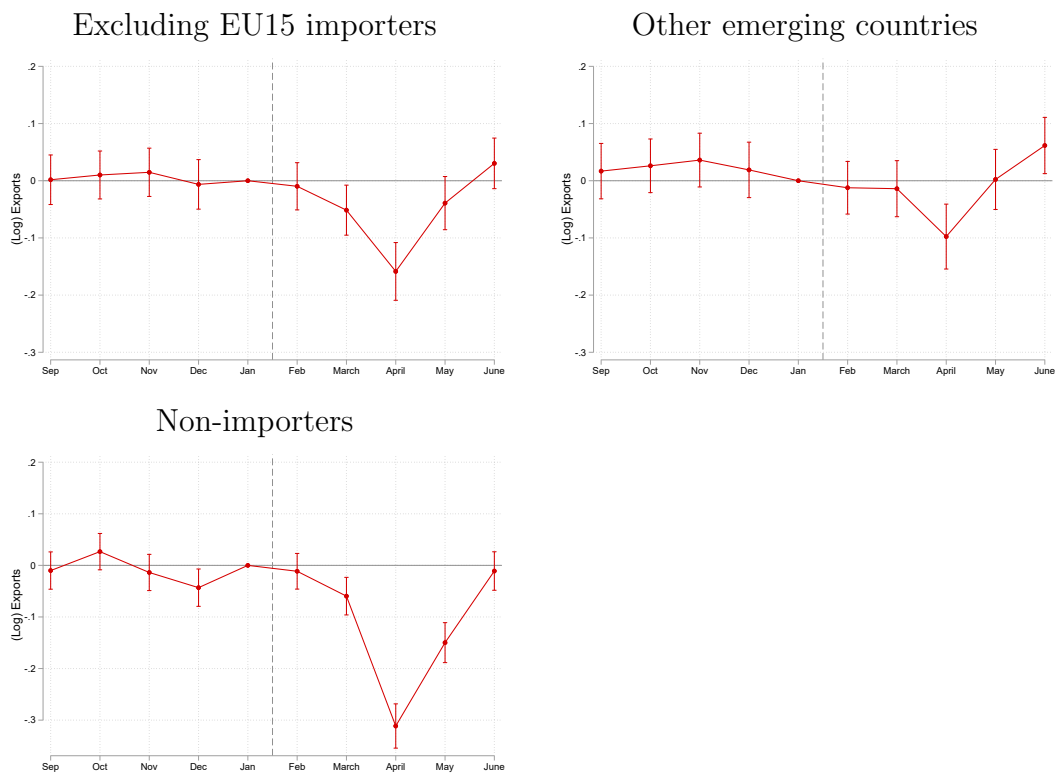 Excluding EU15 importers
.2
.1
0
-.1
-.2
-.3
(Log) Exports
Sep Oct Nov Dec Jan Feb March April May June
Other emerging countries
.2
.1
0
-.1
-.2
-.3
(Log) Exports
Sep Oct Nov Dec Jan Feb March April May June
Non-importers
.2
.1
0
-.1
-.2
-.3
(Log) Exports
Sep Oct Nov Dec Jan Feb March April May June